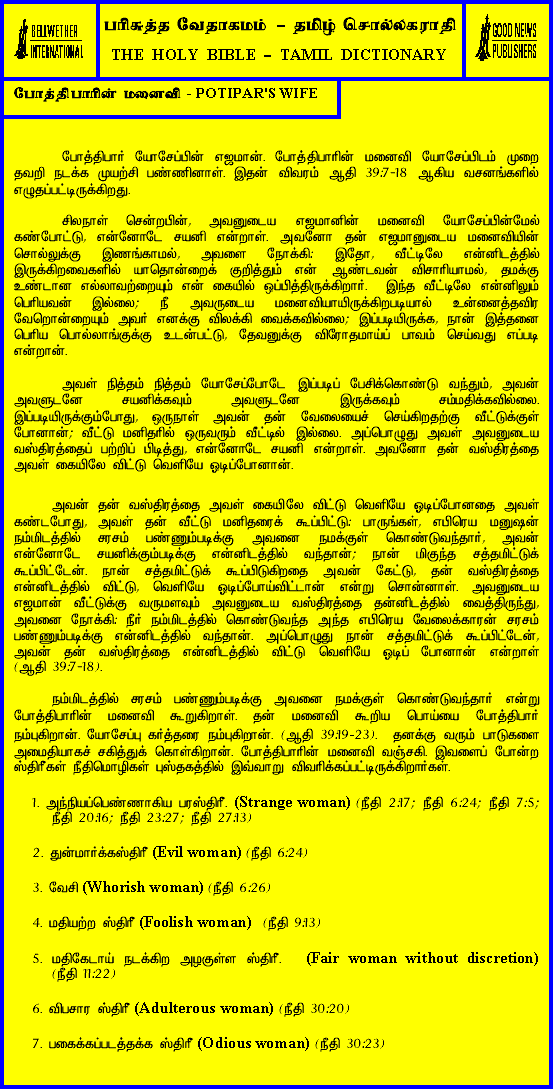 BELLWETHER
INTERNATIONAL
பரிசுத்த வேதாகமம் – தமிழ் சொல்லகராதி
THE HOLY BIBLE – TAMIL DICTIONARY
GOOD NEWS
PUBLISHERS
போத்திபாரின் மனைவி - POTIPAR'S WIFE
போத்திபார் யோசேப்பின் எஜமான். போத்திபாரின் மனைவி யோசேப்பிடம் முறை
தவறி நடக்க முயற்சி பண்ணினாள். இதன் விவரம் ஆதி 39:7-18 ஆகிய வசனங்களில்
எழுதப்பட்டிருக்கிறது.
சிலநாள் சென்றபின், அவனுடைய எஜமானின் மனைவி யோசேப்பின்மேல்
கண்போட்டு, என்னோடே சயனி என்றாள். அவனோ தன் எஜமானுடைய மனைவியின்
சொல்லுக்கு இணங்காமல், அவளை நோக்கி: இதோ, வீட்டிலே என்னிடத்தில்
இருக்கிறவைகளில் யாதொன்றைக் குறித்தும் என் ஆண்டவன் விசாரியாமல், தமக்கு
உண்டான எல்லாவற்றையும் என் கையில் ஒப்பித்திருக்கிறார். இந்த வீட்டிலே என்னிலும்
பெரியவன் இல்லை; நீ அவருடைய மனைவியாயிருக்கிறபடியால் உன்னைத்தவிர
வேறொன்றையும் அவர் எனக்கு விலக்கி வைக்கவில்லை; இப்படியிருக்க, நான் இத்தனை
பெரிய பொல்லாங்குக்கு உடன்பட்டு, தேவனுக்கு விரோதமாய்ப் பாவம் செய்வது எப்படி
என்றான்.
அவள் நித்தம் நித்தம் யோசேப்போடே இப்படிப் பேசிக்கொண்டு வந்தும், அவன்
அவளுடனே சயனிக்கவும் அவளுடனே இருக்கவும் சம்மதிக்கவில்லை.
இப்படியிருக்கும்போது, ஒருநாள் அவன் தன் வேலையைச் செய்கிறதற்கு வீட்டுக்குள்
போனான்; வீட்டு மனிதரில் ஒருவரும் வீட்டில் இல்லை. அப்பொழுது அவள் அவனுடைய
வஸ்திரத்தைப் பற்றிப் பிடித்து, என்னோடே சயனி என்றாள். அவனோ தன் வஸ்திரத்தை
அவள் கையிலே விட்டு வெளியே ஓடிப்போனான்.
அவன் தன் வஸ்திரத்தை அவள் கையிலே விட்டு வெளியே ஓடிப்போனதை அவள்
கண்டபோது, அவள் தன் வீட்டு மனிதரைக் கூப்பிட்டு: பாருங்கள், எபிரெய மனுஷன்
நம்மிடத்தில் சரசம் பண்ணும்படிக்கு அவனை நமக்குள் கொண்டுவந்தார், அவன்
என்னோடே சயனிக்கும்படிக்கு என்னிடத்தில் வந்தான்; நான் மிகுந்த சத்தமிட்டுக்
கூப்பிட்டேன். நான் சத்தமிட்டுக் கூப்பிடுகிறதை அவன் கேட்டு, தன் வஸ்திரத்தை
என்னிடத்தில் விட்டு, வெளியே ஓடிப்போய்விட்டான் என்று சொன்னாள். அவனுடைய
எஜமான் வீட்டுக்கு வருமளவும் அவனுடைய வஸ்திரத்தை தன்னிடத்தில் வைத்திருந்து,
அவனை நோக்கி: நீர் நம்மிடத்தில் கொண்டுவந்த அந்த எபிரெய வேலைக்காரன் சரசம்
பண்ணும்படிக்கு என்னிடத்தில் வந்தான். அப்பொழுது நான் சத்தமிட்டுக் கூப்பிட்டேன்,
அவன் தன் வஸ்திரத்தை என்னிடத்தில் விட்டு வெளியே ஓடிப் போனான் என்றாள்
(ஆதி 39:7-18).
நம்மிடத்தில் சரசம் பண்ணும்படிக்கு அவனை நமக்குள் கொண்டுவந்தார் என்று
போத்திபாரின் மனைவி கூறுகிறாள். தன் மனைவி கூறிய பொய்யை போத்திபார்
நம்புகிறான். யோசேப்பு கர்த்தரை நம்புகிறான். (ஆதி 39:19-23). தனக்கு வரும் பாடுகளை
அமைதியாகச் சகித்துக் கொள்கிறான். போத்திபாரின் மனைவி வஞ்சகி. இவளைப் போன்ற
ஸ்திரீகள் நீதிமொழிகள் புஸ்தகத்தில் இவ்வாறு விவரிக்கப்பட்டிருக்கிறார்கள்.
1. அந்நியப்பெண்ணாகிய பரஸ்திரீ. (Strange woman) (நீதி 2:17; நீதி 6:24; நீதி 7:5;
நீதி 20:16; நீதி 23:27; நீதி 27:13)
2. துன்மார்க்கஸ்திரீ (Evil woman) (நீதி 6:24)
3. வேசி (Whorish woman) (நீதி 6:26)
4. மதியற்ற ஸ்திரீ (Foolish woman) (நீதி 9:13)
5. மதிகேடாய் நடக்கிற அழகுள்ள ஸ்திரீ. (Fair woman without discretion)
(நீதி 11:22)
6. விபசார ஸ்திரீ (Adulterous woman) (நீதி 30:20)
7. பகைக்கப்படத்தக்க ஸ்திரீ (Odious woman) (நீதி 30:23)